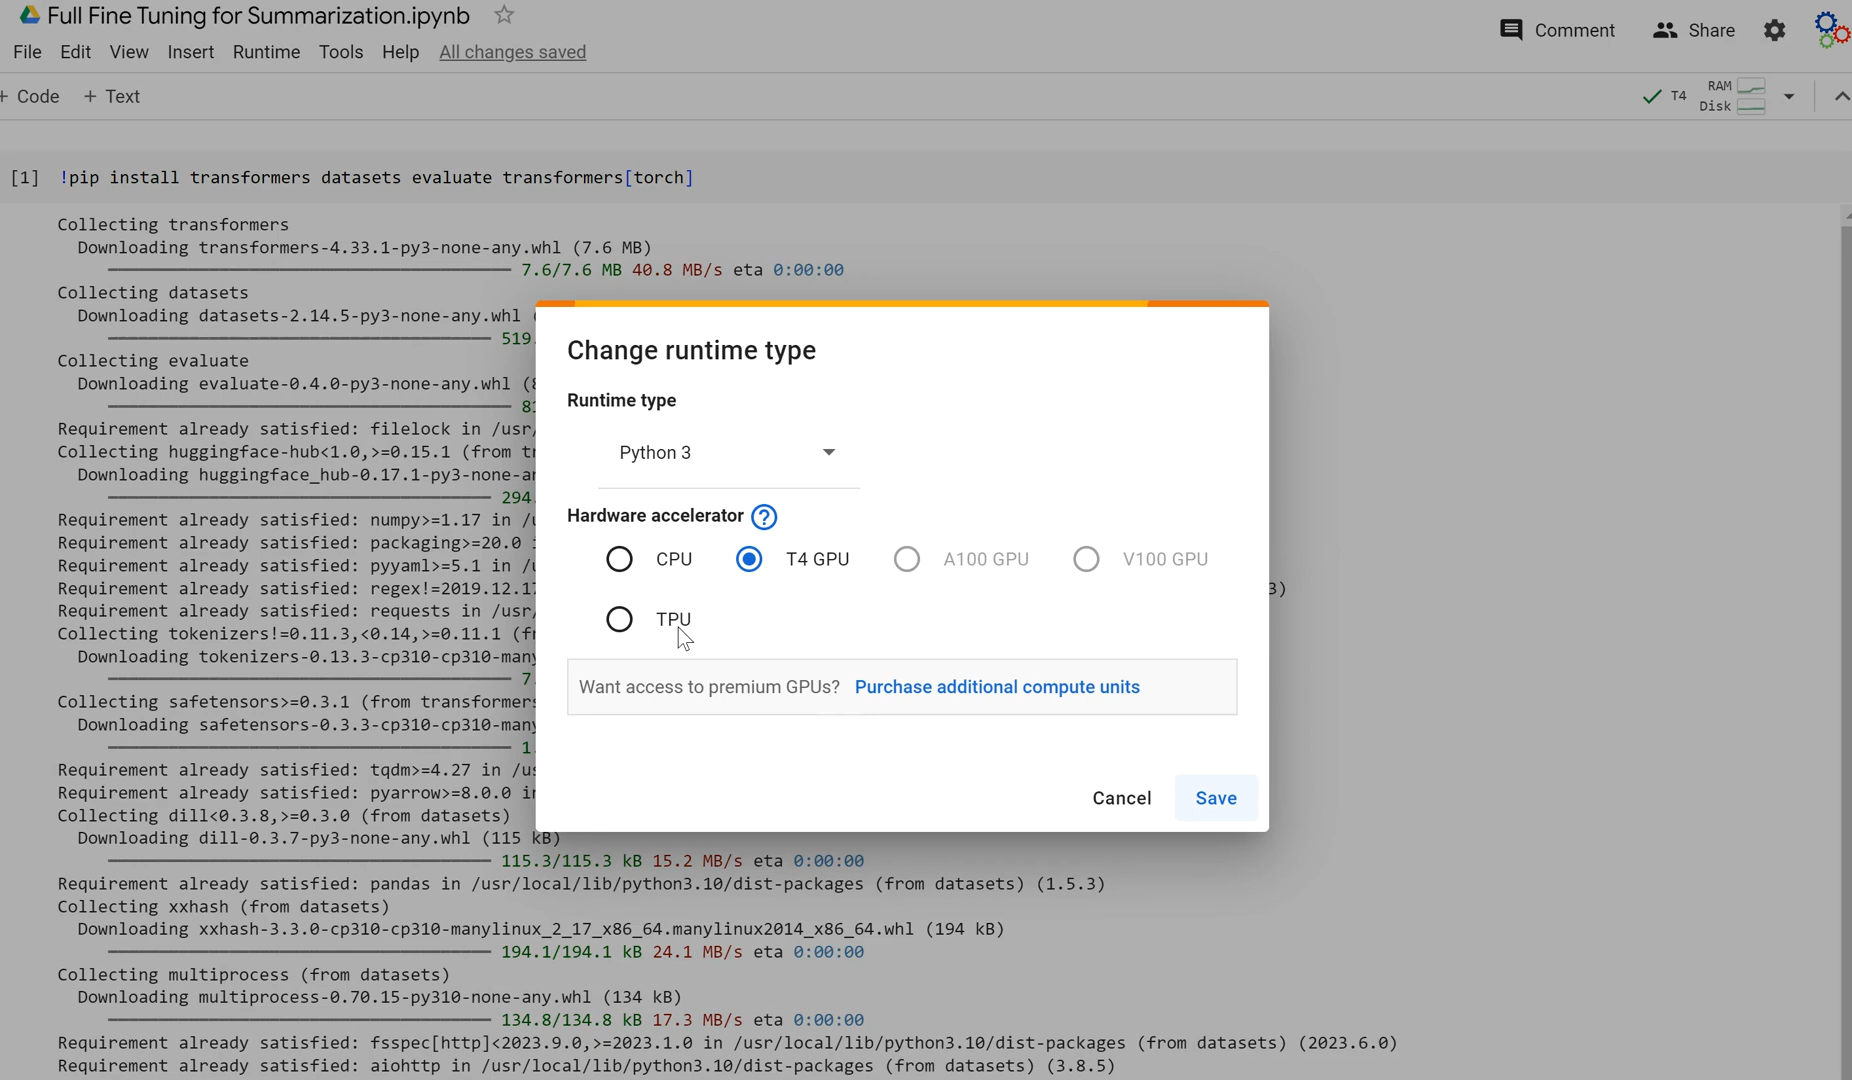 Full Fine Tuning for Summarization.ipynb
Comment
Share
File Edit View Insert Runtime Tools Help All changes saved
+ Code + Text
T4 RAM
Disk
[1] !pip install transformers datasets evaluate transformers[torch]
Collecting transformers
Downloading transformers-4.33.1-py3-none-any.whl (7.6 MB)
7.6/7.6 MB 40.8 MB/s eta 0:00:00
Collecting datasets
Downloading datasets-2.14.5-py3-none-any.whl
519.
Collecting evaluate
Downloading evaluate-0.4.0-py3-none-any.whl (8
81
Requirement already satisfied: filelock in /usr/
Collecting huggingface-hub<1.0,>=0.15.1 (from tr
Downloading huggingface_hub-0.17.1-py3-none-an
294.
Requirement already satisfied: numpy>=1.17 in /u
Requirement already satisfied: packaging>=20.0 i
Requirement already satisfied: pyyaml>=5.1 in /u
Requirement already satisfied: regex!=2019.12.17 3)
Requirement already satisfied: requests in /usr/
Collecting tokenizers!=0.11.3,<0.14,>=0.11.1 (fr
Downloading tokenizers-0.13.3-cp310-cp310-many
7.
Collecting safetensors>=0.3.1 (from transformers
Downloading safetensors-0.3.3-cp310-cp310-many
1.
Requirement already satisfied: tqdm>=4.27 in /us
Requirement already satisfied: pyarrow>=8.0.0 in
Collecting dill<0.3.8,>=0.3.0 (from datasets)
Downloading dill-0.3.7-py3-none-any.whl (115 kB)
115.3/115.3 kB 15.2 MB/s eta 0:00:00
Requirement already satisfied: pandas in /usr/local/lib/python3.10/dist-packages (from datasets) (1.5.3)
Collecting xxhash (from datasets)
Downloading xxhash-3.3.0-cp310-cp310-manylinux_2_17_x86_64.manylinux2014_x86_64.whl (194 kB)
194.1/194.1 kB 24.1 MB/s eta 0:00:00
Collecting multiprocess (from datasets)
Downloading multiprocess-0.70.15-py310-none-any.whl (134 kB)
134.8/134.8 kB 17.3 MB/s eta 0:00:00
Requirement already satisfied: fsspec[http]<2023.9.0,>=2023.1.0 in /usr/local/lib/python3.10/dist-packages (from datasets) (2023.6.0)
Requirement already satisfied: aiohttp in /usr/local/lib/python3.10/dist-packages (from datasets) (3.8.5)
Change runtime type
Runtime type
Python 3
Hardware accelerator ?
CPU T4 GPU A100 GPU V100 GPU
TPU
Want access to premium GPUs? Purchase additional compute units
Cancel Save